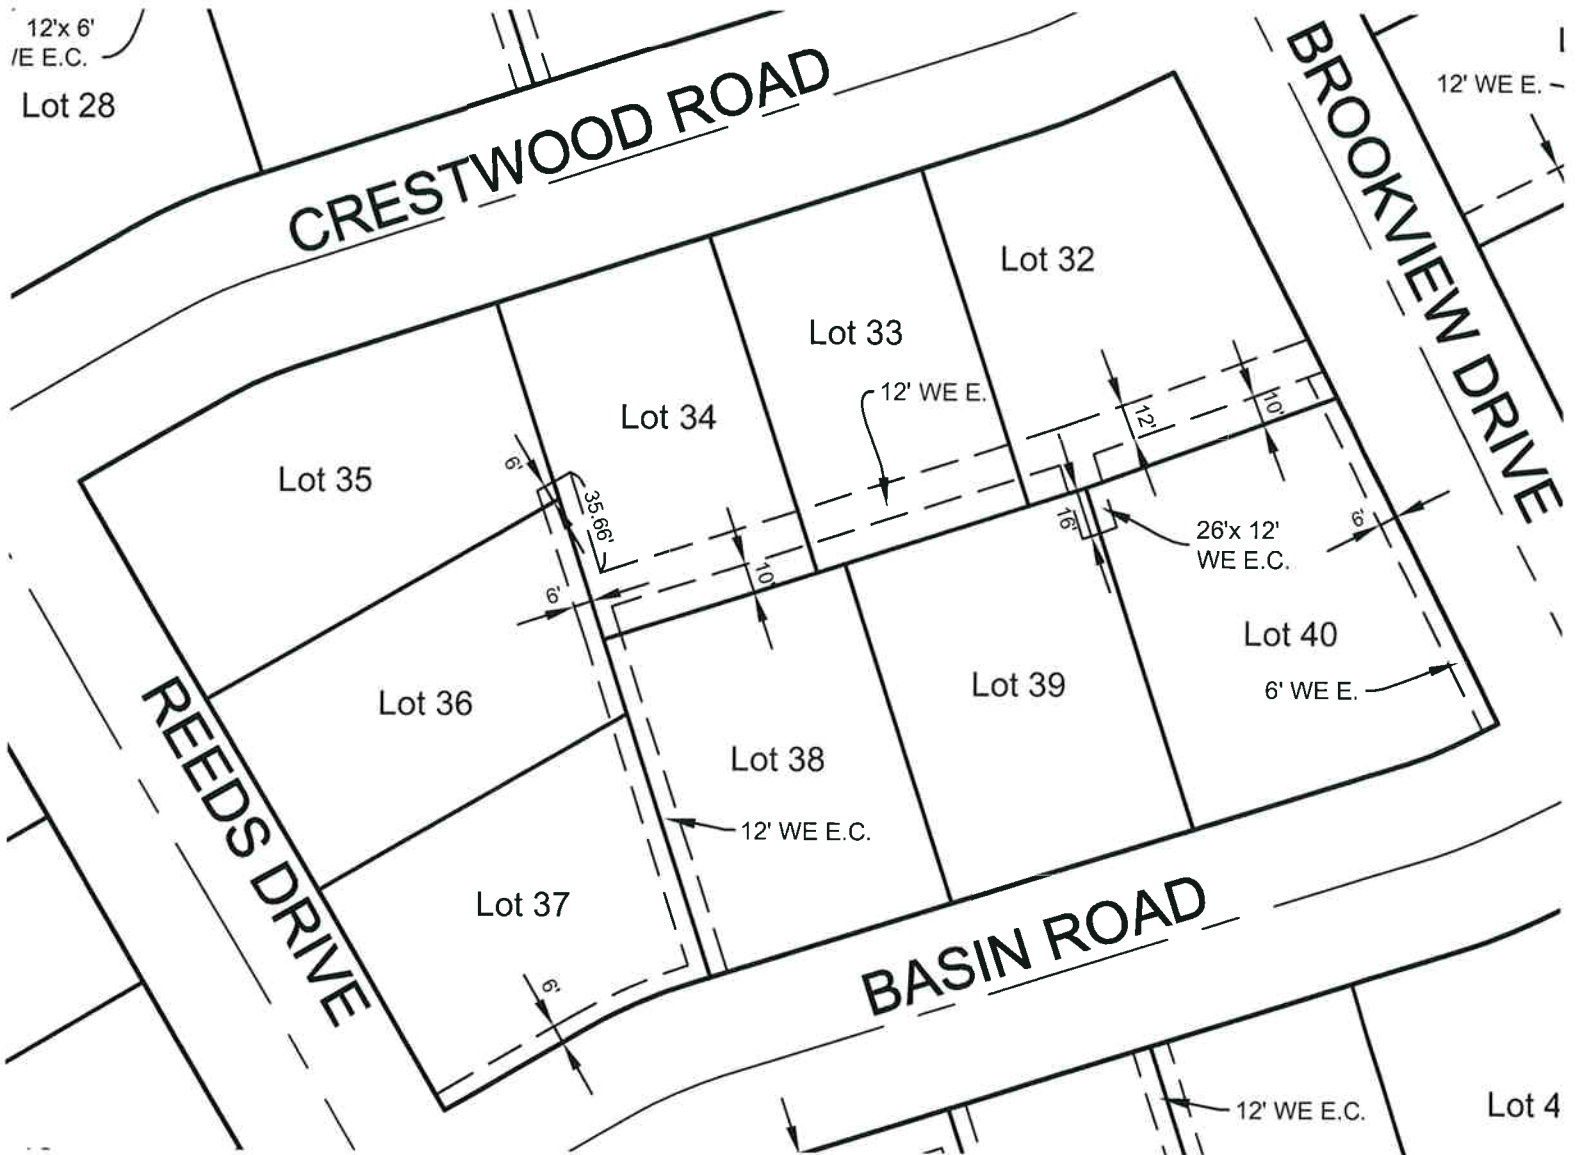 12'x 6'
/E E.C.
Lot 28
CRESTWOOD ROAD
BROOKVIEW DRIVE
12' WE E.
Lot 32
Lot 33
12' WE E.
Lot 34
Lot 35
12'
10'
6'
35.66'
16'
26'x 12'
WE E.C.
6'
10'
6'
Lot 40
6' WE E.
Lot 39
Lot 36
Lot 38
12' WE E.C.
REEDS DRIVE
Lot 37
6'
BASIN ROAD
12' WE E.C.
Lot 4